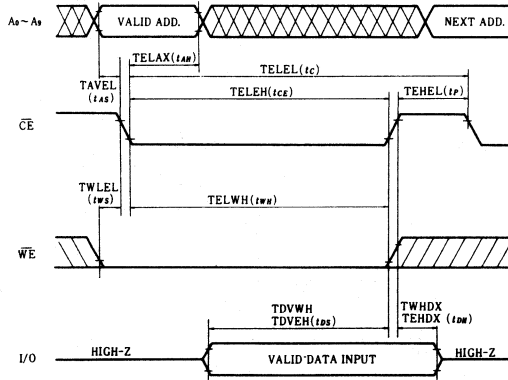 A₀~A₉ VALID ADD. NEXT ADD.
TELAX(tAH)
TAVEL TELEL(tC)
(tAS) TELEH(tCE) TEHEL(tP)
CE
TWLEL
(tWS) TELWH(tWH)
WE
TDVWH TWHDX
TDVEH(tDS) TEHDX (tDH)
HIGH-Z
I/O VALID DATA INPUT HIGH-Z